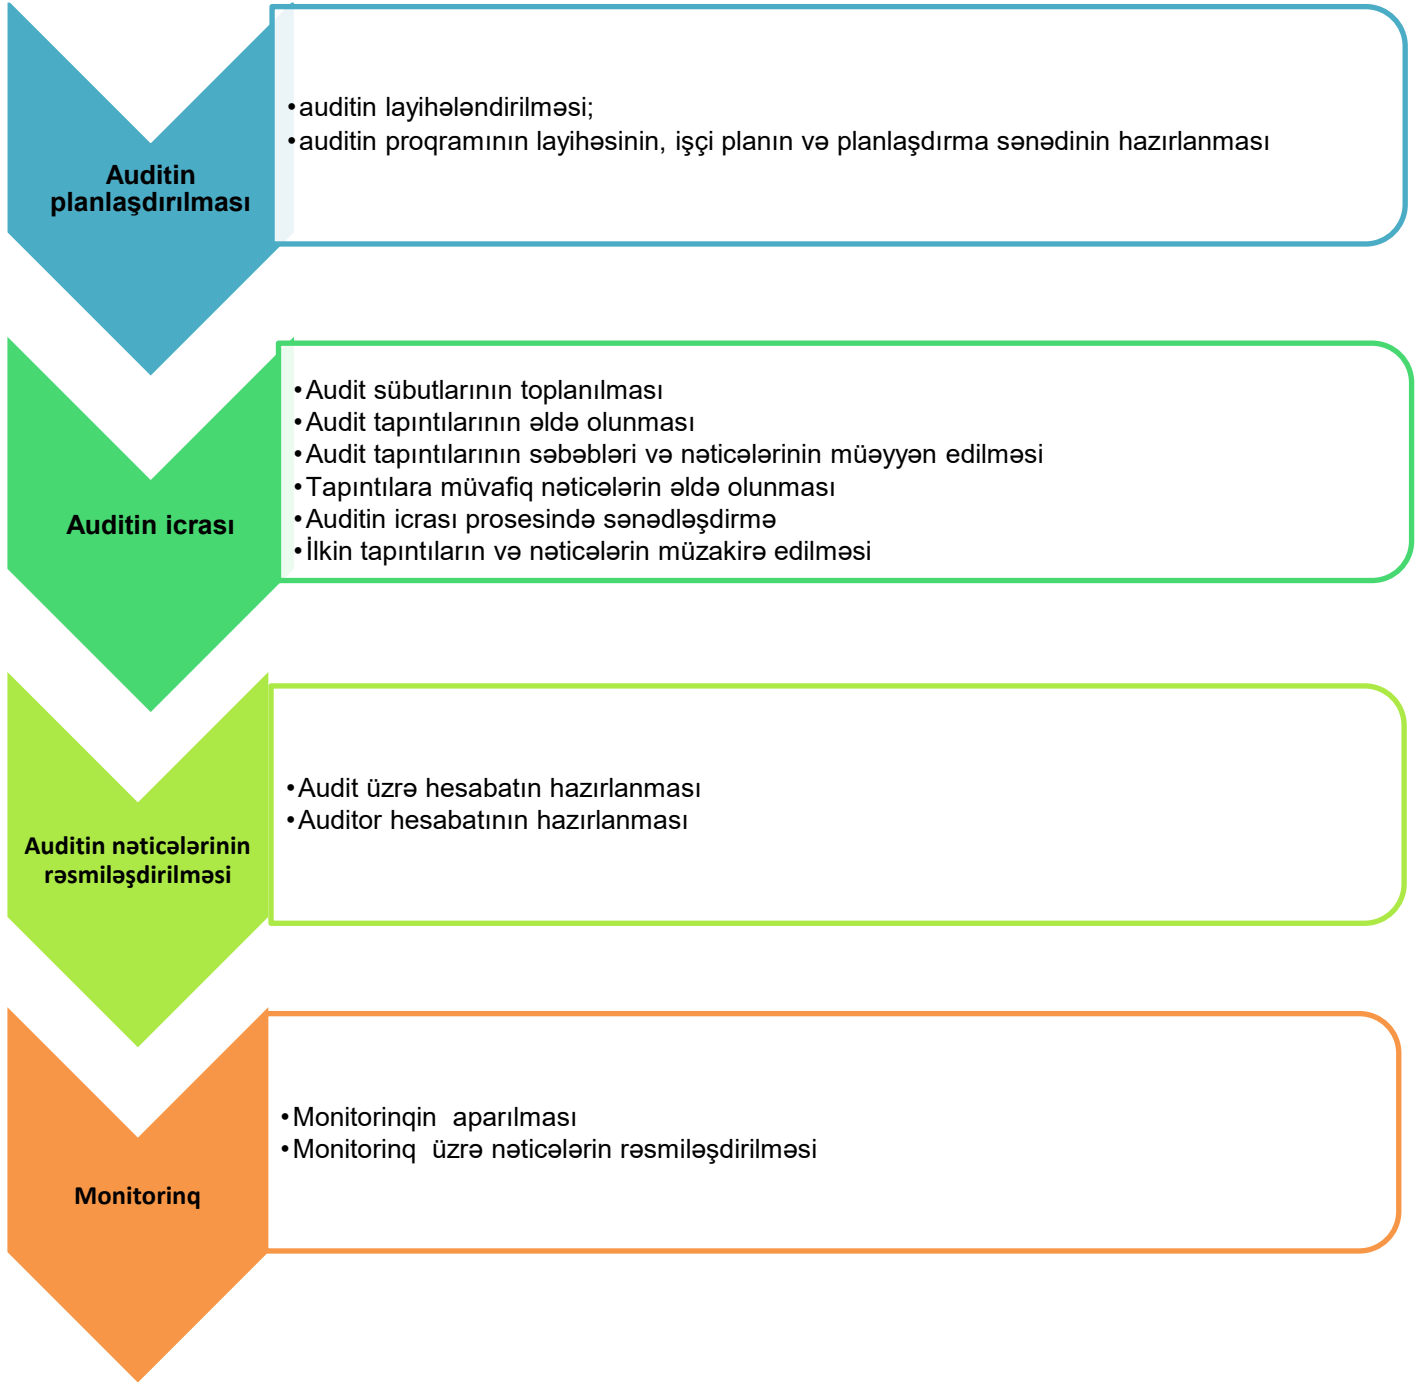 Auditin
planlaşdırılması
•auditin layihələndirilməsi;
•auditin proqramının layihəsinin, işçi planın və planlaşdırma sənədinin hazırlanması
Auditin icrası
•Audit sübutlarının toplanılması
•Audit tapıntılarının əldə olunması
•Audit tapıntılarının səbəbləri və nəticələrinin müəyyən edilməsi
•Tapıntılara müvafiq nəticələrin əldə olunması
•Auditin icrası prosesində sənədləşdirmə
•İlkin tapıntıların və nəticələrin müzakirə edilməsi
Auditin nəticələrinin
rəsmiləşdirilməsi
•Audit üzrə hesabatın hazırlanması
•Auditor hesabatının hazırlanması
Monitorinq
•Monitorinqin  aparılması
•Monitorinq  üzrə nəticələrin rəsmiləşdirilməsi